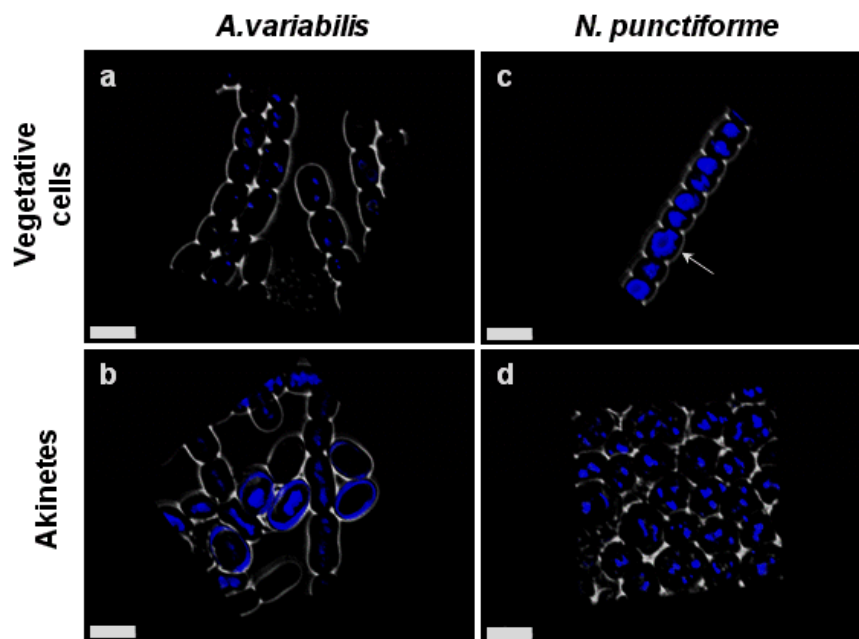 A.variabilis
N. punctiforme
Vegetative
cells
a
c
Akinetes
b
d